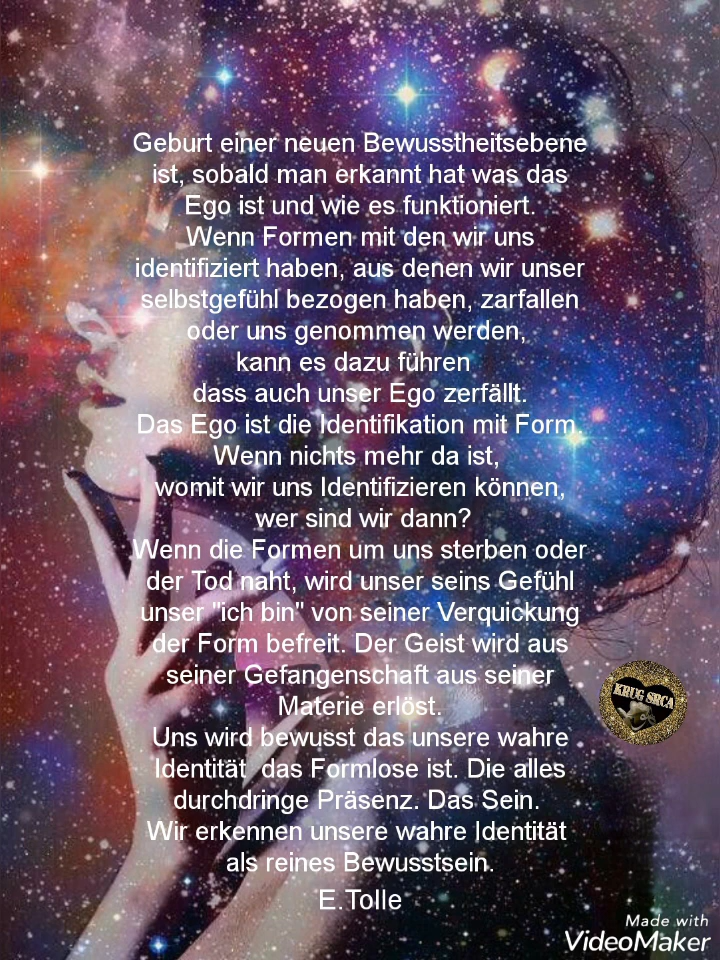 Geburt einer neuen Bewusstheitsebene
ist, sobald man erkannt hat was das
Ego ist und wie es funktioniert.
Wenn Formen mit den wir uns
identifiziert haben, aus denen wir unser
selbstgefühl bezogen haben, zarfallen
oder uns genommen werden,
kann es dazu führen
dass auch unser Ego zerfällt.
Das Ego ist die Identifikation mit Form.
Wenn nichts mehr da ist,
womit wir uns Identifizieren können,
wer sind wir dann?
Wenn die Formen um uns sterben oder
der Tod naht, wird unser seins Gefühl
unser "ich bin" von seiner Verquickung
der Form befreit. Der Geist wird aus
seiner Gefangenschaft aus seiner
Materie erlöst.
Uns wird bewusst das unsere wahre
Identität das Formlose ist. Die alles
durchdringe Präsenz. Das Sein.
Wir erkennen unsere wahre Identität
als reines Bewusstsein.
E.Tolle
KRUG SRCA
Made with
VideoMaker